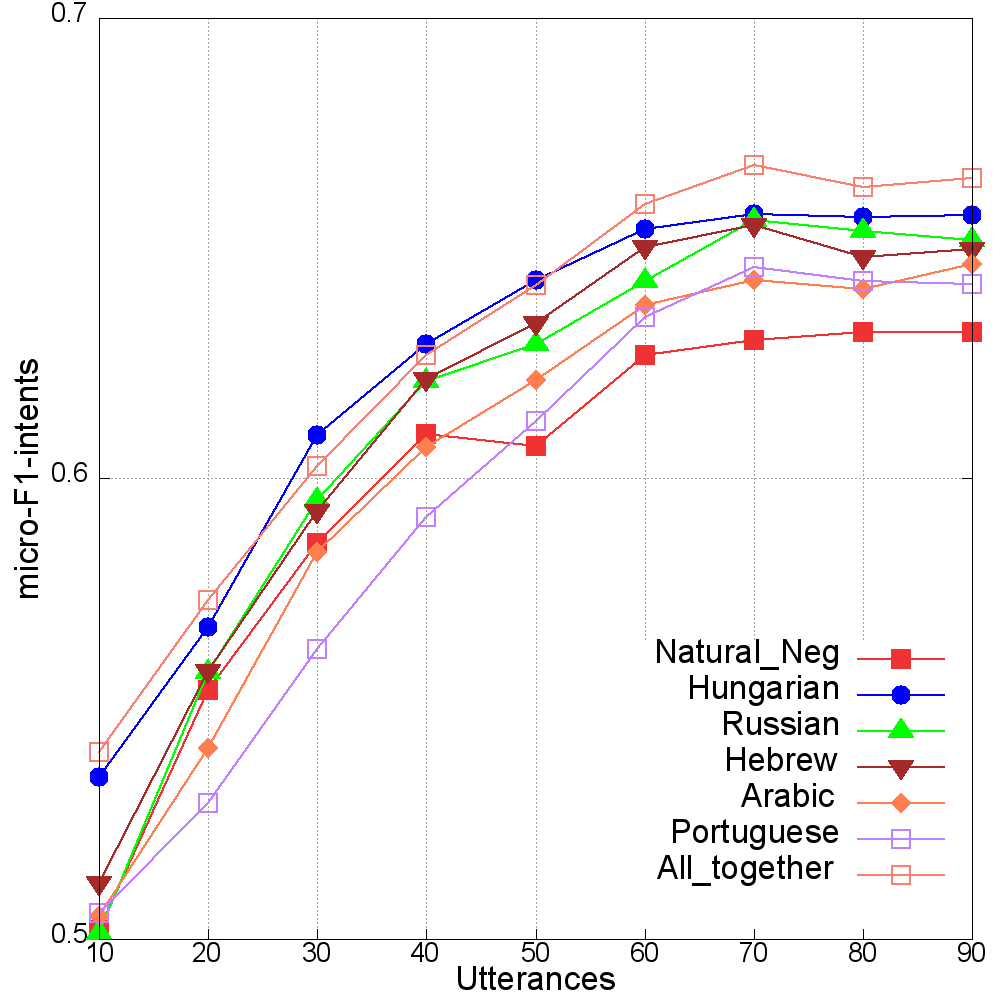 0.7
0.6
0.5
micro-F1-intents
10 20 30 40 50 60 70 80 90
Utterances
Natural_Neg
Hungarian
Russian
Hebrew
Arabic
Portuguese
All_together